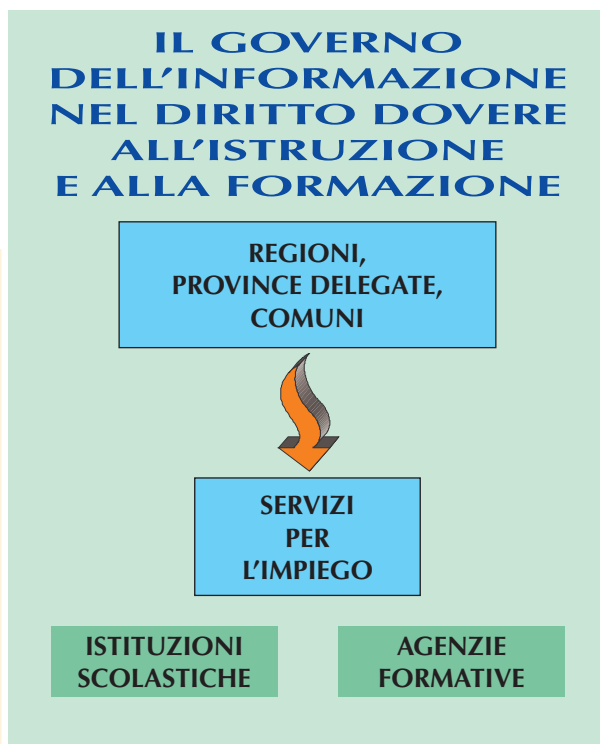 IL GOVERNO
DELL'INFORMAZIONE
NEL DIRITTO DOVERE
ALL'ISTRUZIONE
E ALLA FORMAZIONE
REGIONI,
PROVINCE DELEGATE,
COMUNI
SERVIZI
PER
L'IMPIEGO
ISTITUZIONI
SCOLASTICHE
AGENZIE
FORMATIVE